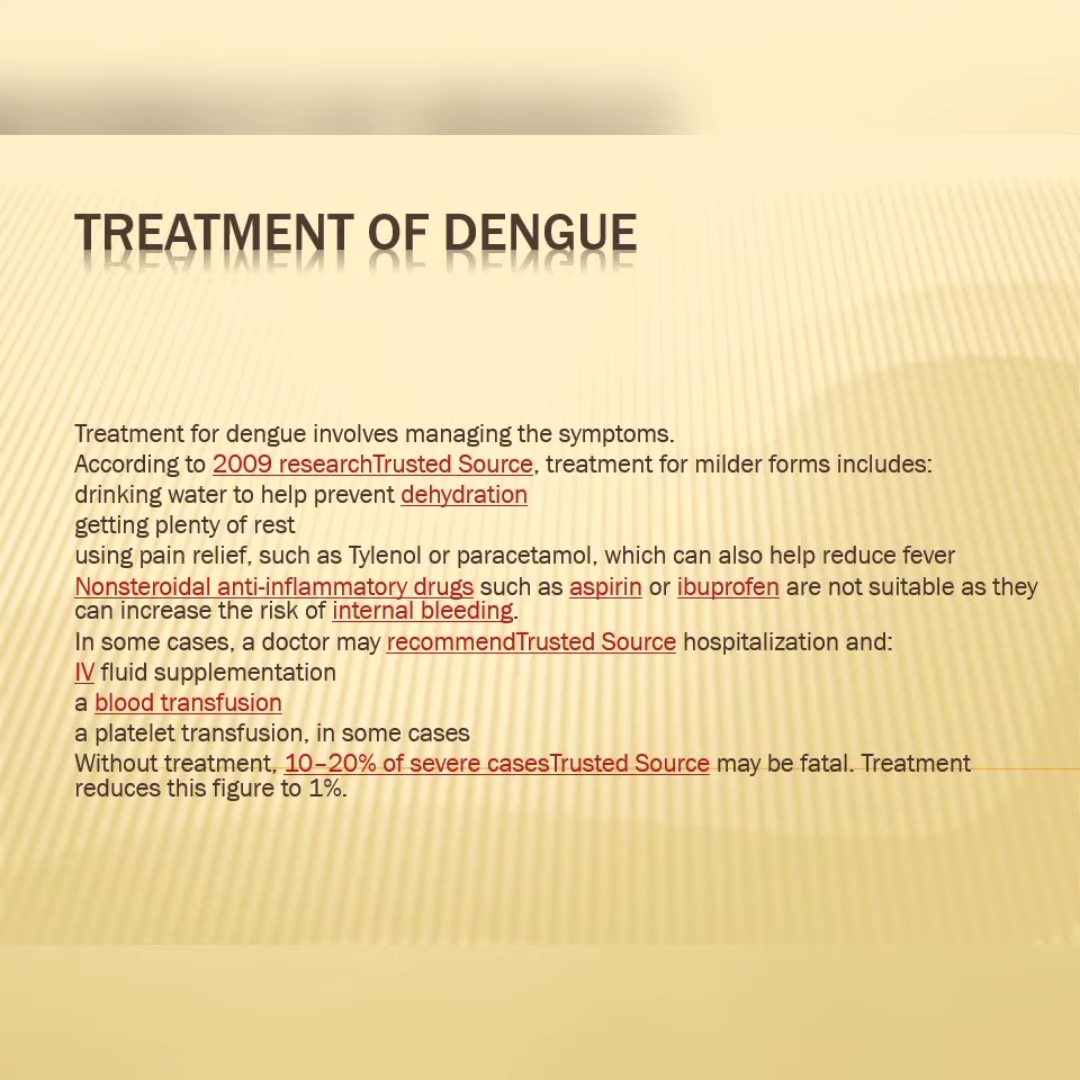 TREATMENT OF DENGUE
Treatment for dengue involves managing the symptoms.
According to 2009 researchTrusted Source, treatment for milder forms includes:
drinking water to help prevent dehydration
getting plenty of rest
using pain relief, such as Tylenol or paracetamol, which can also help reduce fever
Nonsteroidal anti-inflammatory drugs such as aspirin or ibuprofen are not suitable as they
can increase the risk of internal bleeding.
In some cases, a doctor may recommendTrusted Source hospitalization and:
IV fluid supplementation
a blood transfusion
a platelet transfusion, in some cases
Without treatment, 10–20% of severe casesTrusted Source may be fatal. Treatment
reduces this figure to 1%.